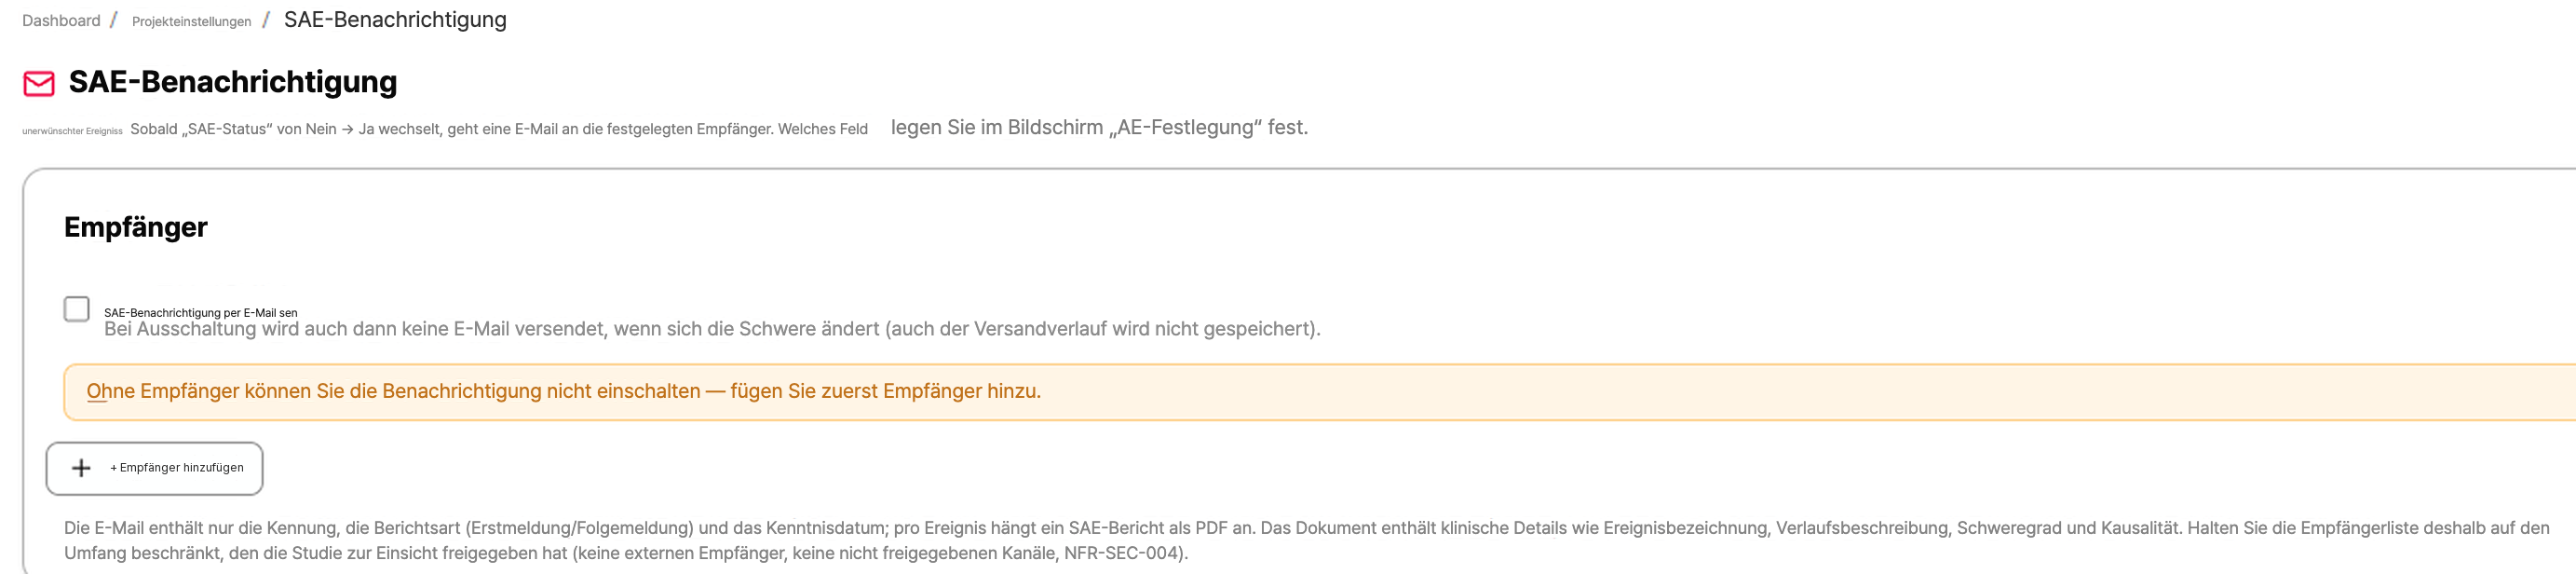 Dashboard / Projekteinstellungen / SAE-Benachrichtigung
SAE-Benachrichtigung
unerwünschter Ereigniss Sobald „SAE-Status“ von Nein → Ja wechselt, geht eine E-Mail an die festgelegten Empfänger. Welches Feld legen Sie im Bildschirm „AE-Festlegung“ fest.
Empfänger
SAE-Benachrichtigung per E-Mail sen
Bei Ausschaltung wird auch dann keine E-Mail versendet, wenn sich die Schwere ändert (auch der Versandverlauf wird nicht gespeichert).
Ohne Empfänger können Sie die Benachrichtigung nicht einschalten — fügen Sie zuerst Empfänger hinzu.
+ Empfänger hinzufügen
Die E-Mail enthält nur die Kennung, die Berichtsart (Erstmeldung/Folgemeldung) und das Kenntnisdatum; pro Ereignis hängt ein SAE-Bericht als PDF an. Das Dokument enthält klinische Details wie Ereignisbezeichnung, Verlaufsbeschreibung, Schweregrad und Kausalität. Halten Sie die Empfängerliste deshalb auf den
Umfang beschränkt, den die Studie zur Einsicht freigegeben hat (keine externen Empfänger, keine nicht freigegebenen Kanäle, NFR-SEC-004).